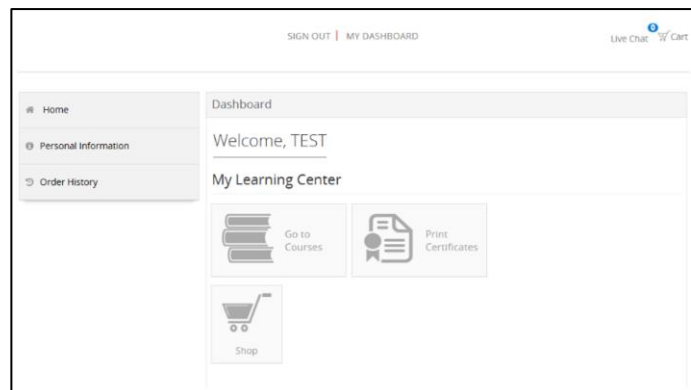 SIGN OUT | MY DASHBOARD
Live Chat 0 Cart
Home
Personal Information
Order History
Dashboard
Welcome, TEST
My Learning Center
Go to
Courses
Print
Certificates
Shop